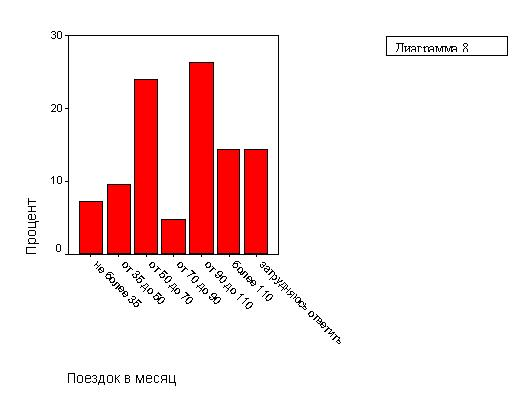 Диаграмма 8
30
20
10
0
Процент
не более 35
от 35 до 50
от 50 до 70
от 70 до 90
от 90 до 110
более 110
затрудняюсь ответить
Поездок в месяц